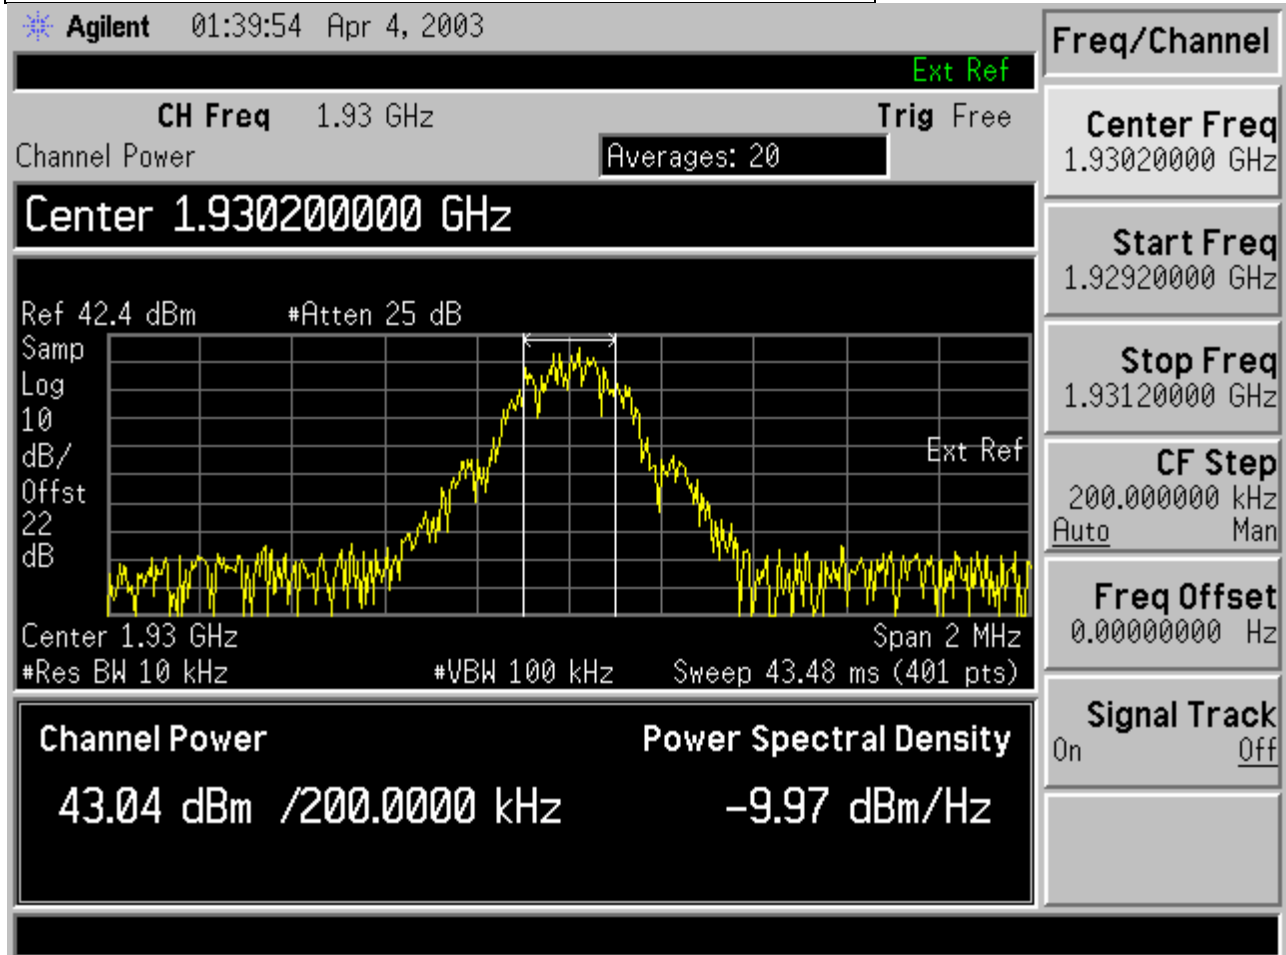 Agilent 01:39:54 Apr 4, 2003
Ext Ref
CH Freq 1.93 GHz Trig Free
Channel Power
Averages: 20
Center 1.930200000 GHz
Ref 42.4 dBm #Atten 25 dB
Samp
Log
10
dB/
Offst
22
dB
Ext Ref
Center 1.93 GHz Span 2 MHz
#Res BW 10 kHz #VBW 100 kHz Sweep 43.48 ms (401 pts)
Channel Power Power Spectral Density
43.04 dBm /200.0000 kHz -9.97 dBm/Hz
Freq/Channel
Center Freq
1.93020000 GHz
Start Freq
1.92920000 GHz
Stop Freq
1.93120000 GHz
CF Step
200.000000 kHz
Auto Man
Freq Offset
0.00000000 Hz
Signal Track
On Off